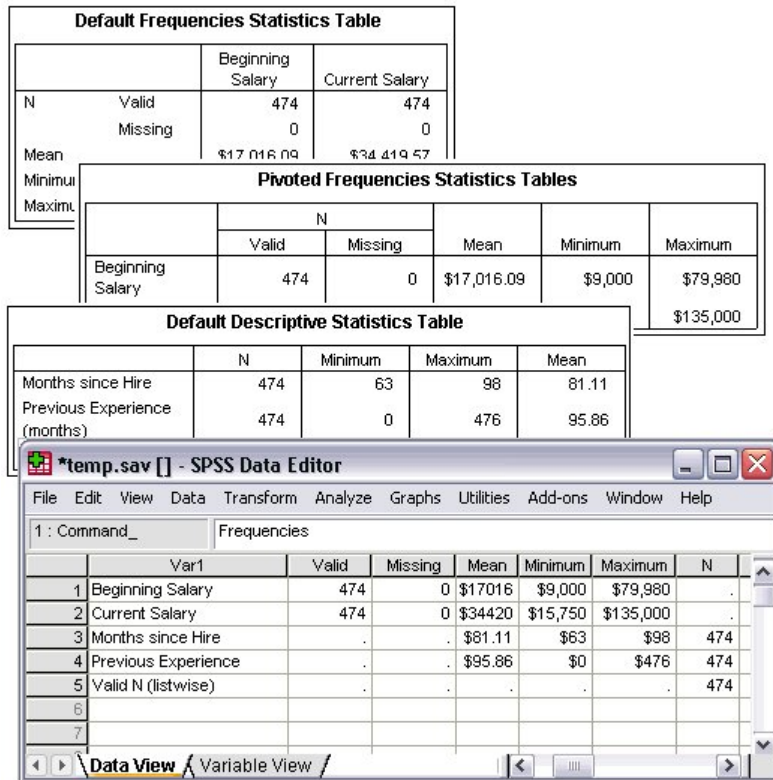 Default Frequencies Statistics Table
Beginning
Salary Current Salary
N Valid 474 474
Missing 0 0
Mean $17,016.09 $34,419.57
Pivoted Frequencies Statistics Tables
N
Valid Missing Mean Minimum Maximum
Beginning
Salary 474 0 $17,016.09 $9,000 $79,980
$135,000
Default Descriptive Statistics Table
N Minimum Maximum Mean
Months since Hire 474 63 98 81.11
Previous Experience
(months) 474 0 476 95.86
*temp.sav [] - SPSS Data Editor
File Edit View Data Transform Analyze Graphs Utilities Add-ons Window Help
1 : Command_ Frequencies
Var1 Valid Missing Mean Minimum Maximum N
1 Beginning Salary 474 0 $17016 $9,000 $79,980 .
2 Current Salary 474 0 $34420 $15,750 $135,000 .
3 Months since Hire . . $81.11 $63 $98 474
4 Previous Experience . . $95.86 $0 $476 474
5 Valid N (listwise) . . . . . 474
6
7
Data View Variable View